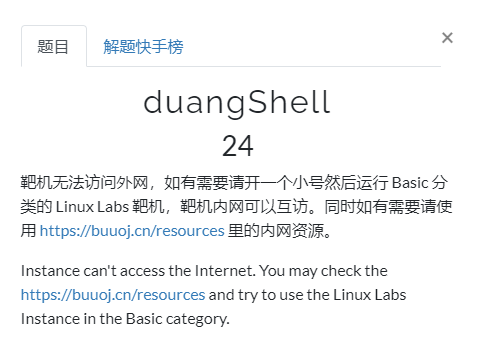 题目 解题快手榜 ×
duangShell
24
靶机无法访问外网，如有需要请开一个小号然后运行 Basic 分
类的 Linux Labs 靶机，靶机内网可以互访。同时如有需要请使
用 https://buuoj.cn/resources 里的内网资源。
Instance can't access the Internet. You may check the
https://buuoj.cn/resources and try to use the Linux Labs
Instance in the Basic category.